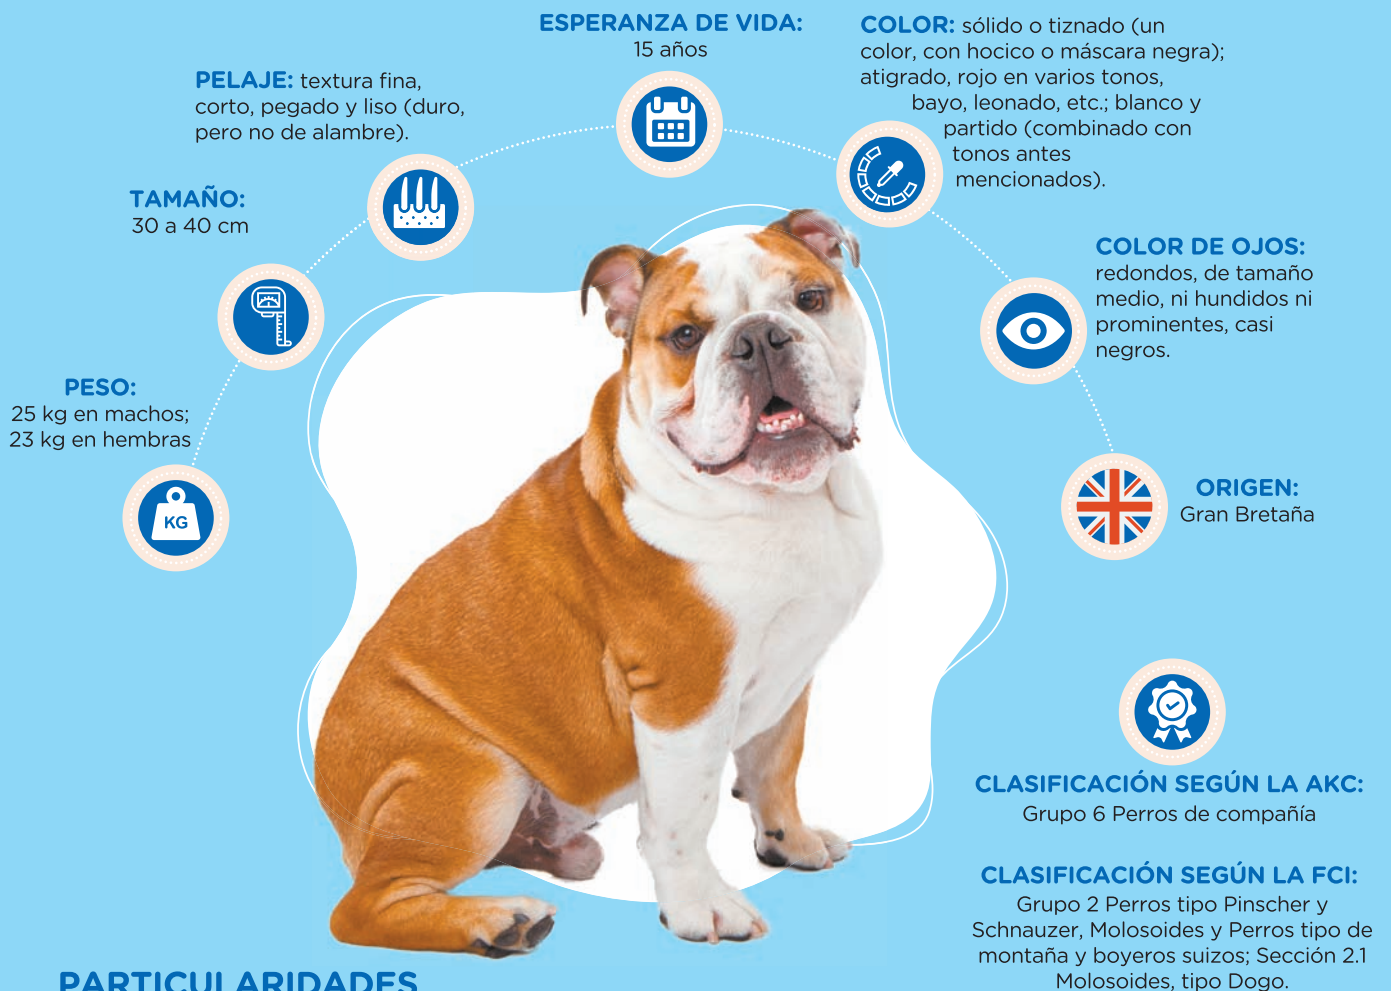 ESPERANZA DE VIDA:
15 años
COLOR: sólido o tiznado (un
color, con hocico o máscara negra);
atigrado, rojo en varios tonos,
bayo, leonado, etc.; blanco y
partido (combinado con
tonos antes
mencionados).
PELAJE: textura fina,
corto, pegado y liso (duro,
pero no de alambre).
TAMAÑO:
30 a 40 cm
COLOR DE OJOS:
redondos, de tamaño
medio, ni hundidos ni
prominentes, casi
negros.
PESO:
25 kg en machos;
23 kg en hembras
KG
ORIGEN:
Gran Bretaña
CLASIFICACIÓN SEGÚN LA AKC:
Grupo 6 Perros de compañía
CLASIFICACIÓN SEGÚN LA FCI:
Grupo 2 Perros tipo Pinscher y
Schnauzer, Molosoides y Perros tipo de
montaña y boyeros suizos; Sección 2.1
Molosoides, tipo Dogo.
PARTICULARIDADES